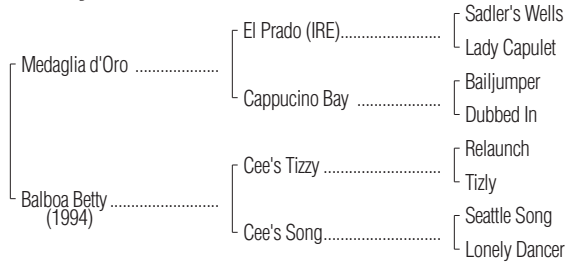 Sadler's Wells
El Prado (IRE)....................
Lady Capulet
Medaglia d'Oro .................
Bailjumper
Cappucino Bay .................
Dubbed In
Relaunch
Cee's Tizzy ........................
Tizly
Balboa Betty ......................
(1994)
Seattle Song
Cee's Song........................
Lonely Dancer